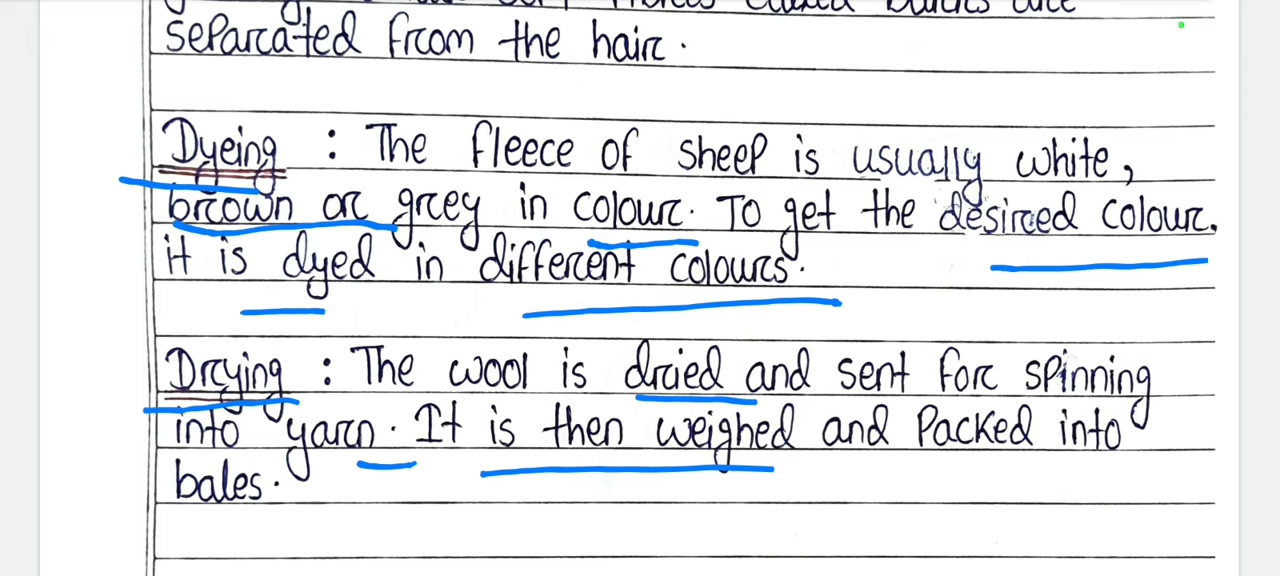 separated from the hair.
Dyeing : The fleece of sheep is usually white,
brown or grey in colour. To get the desired colour.
it is dyed in different colours.
Drying : The wool is dried and sent for spinning
into yarn. It is then weighed and Packed into
bales.